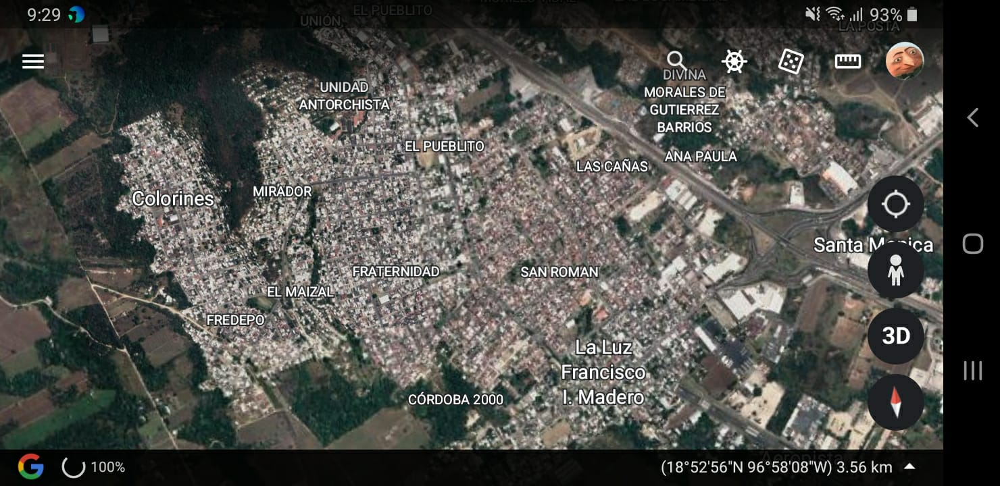 9:29
93%
EL PUEBLITO
UNIÓN
LA POSTA
UNIDAD
ANTORCHISTA
DIVINA
MORALES DE
GUTIERREZ
BARRIOS
EL PUEBLITO
LAS CAÑAS
ANA PAULA
MIRADOR
Colorines
Santa Monica
FRATERNIDAD
SAN ROMAN
EL MAIZAL
FREDEPO
3D
La Luz
Francisco
I. Madero
CÓRDOBA 2000
G
100%
(18°52'56"N 96°58'08"W) 3.56 km